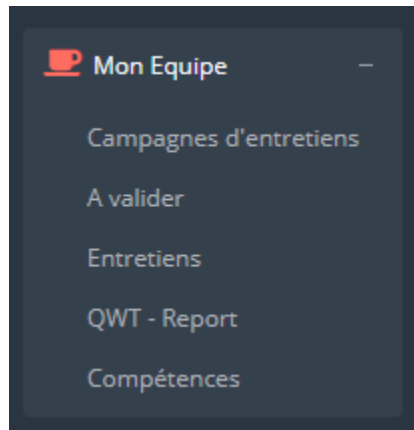 Mon Equipe
Campagnes d'entretiens
A valider
Entretiens
QWT - Report
Compétences